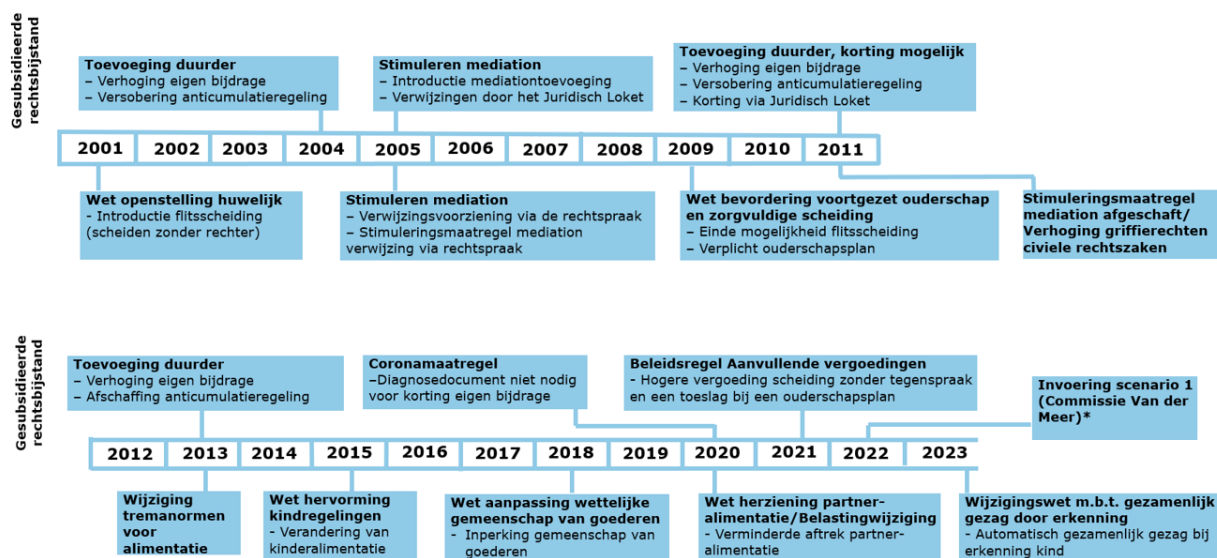 Gesubsidieerde
rechtsbijstand
Toevoeging duurder
– Verhoging eigen bijdrage
– Versobering anticumulatieregeling
Stimuleren mediation
– Introductie mediationtoevoeging
– Verwijzingen door het Juridisch Loket
Toevoeging duurder, korting mogelijk
– Verhoging eigen bijdrage
– Versobering anticumulatieregeling
– Korting via Juridisch Loket
2001 2002 2003 2004 2005 2006 2007 2008 2009 2010 2011
Wet openstelling huwelijk
- Introductie flitsscheiding
(scheiden zonder rechter)
Stimuleren mediation
– Verwijzingsvoorziening via de rechtspraak
– Stimuleringsmaatregel mediation
verwijzing via rechtspraak
Wet bevordering voortgezet ouderschap
en zorgvuldige scheiding
– Einde mogelijkheid flitsscheiding
– Verplicht ouderschapsplan
Stimuleringsmaatregel
mediation afgeschaft/
Verhoging griffierechten
civiele rechtszaken
Gesubsidieerde
rechtsbijstand
Toevoeging duurder
– Verhoging eigen bijdrage
– Afschaffing anticumulatieregeling
Coronamaatregel
–Diagnosedocument niet nodig
voor korting eigen bijdrage
Beleidsregel Aanvullende vergoedingen
- Hogere vergoeding scheiding zonder tegenspraak
en een toeslag bij een ouderschapsplan
Invoering scenario 1
(Commissie Van der
Meer)*
2012 2013 2014 2015 2016 2017 2018 2019 2020 2021 2022 2023
Wijziging
tremanormen
voor
alimentatie
Wet hervorming
kindregelingen
- Verandering van
kinderalimentatie
Wet aanpassing wettelijke
gemeenschap van goederen
- Inperking gemeenschap van
goederen
Wet herziening partner-
alimentatie/Belastingwijziging
- Verminderde aftrek partner-
alimentatie
Wijzigingswet m.b.t. gezamenlijk
gezag door erkenning
- Automatisch gezamenlijk gezag bij
erkenning kind